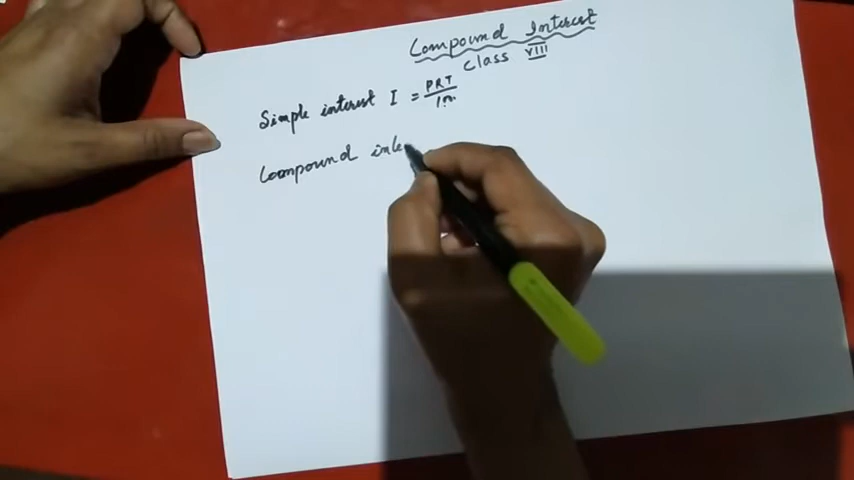 Compound Interest
Class VIII
Simple interest I = PRT/100
Compound inte